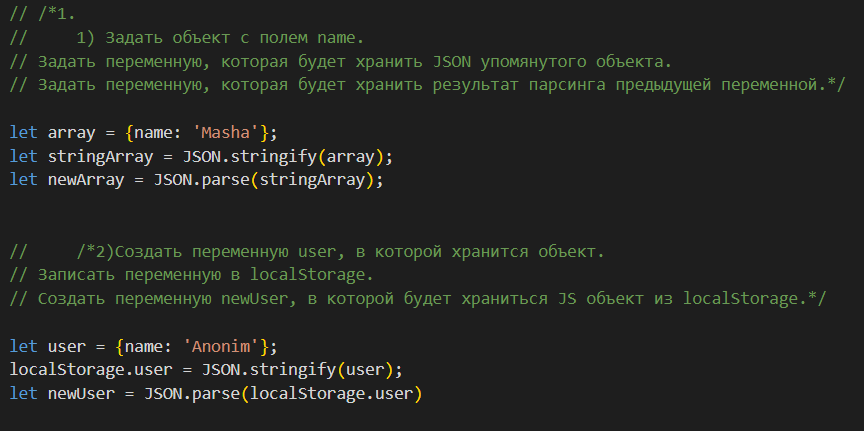 // /*1.
//     1) Задать объект с полем name.
// Задать переменную, которая будет хранить JSON упомянутого объекта.
// Задать переменную, которая будет хранить результат парсинга предыдущей переменной.*/
let array = {name: 'Masha'};
let stringArray = JSON.stringify(array);
let newArray = JSON.parse(stringArray);
//     /*2)Создать переменную user, в которой хранится объект.
// Записать переменную в localStorage.
// Создать переменную newUser, в которой будет храниться JS объект из localStorage.*/
let user = {name: 'Anonim'};
localStorage.user = JSON.stringify(user);
let newUser = JSON.parse(localStorage.user)